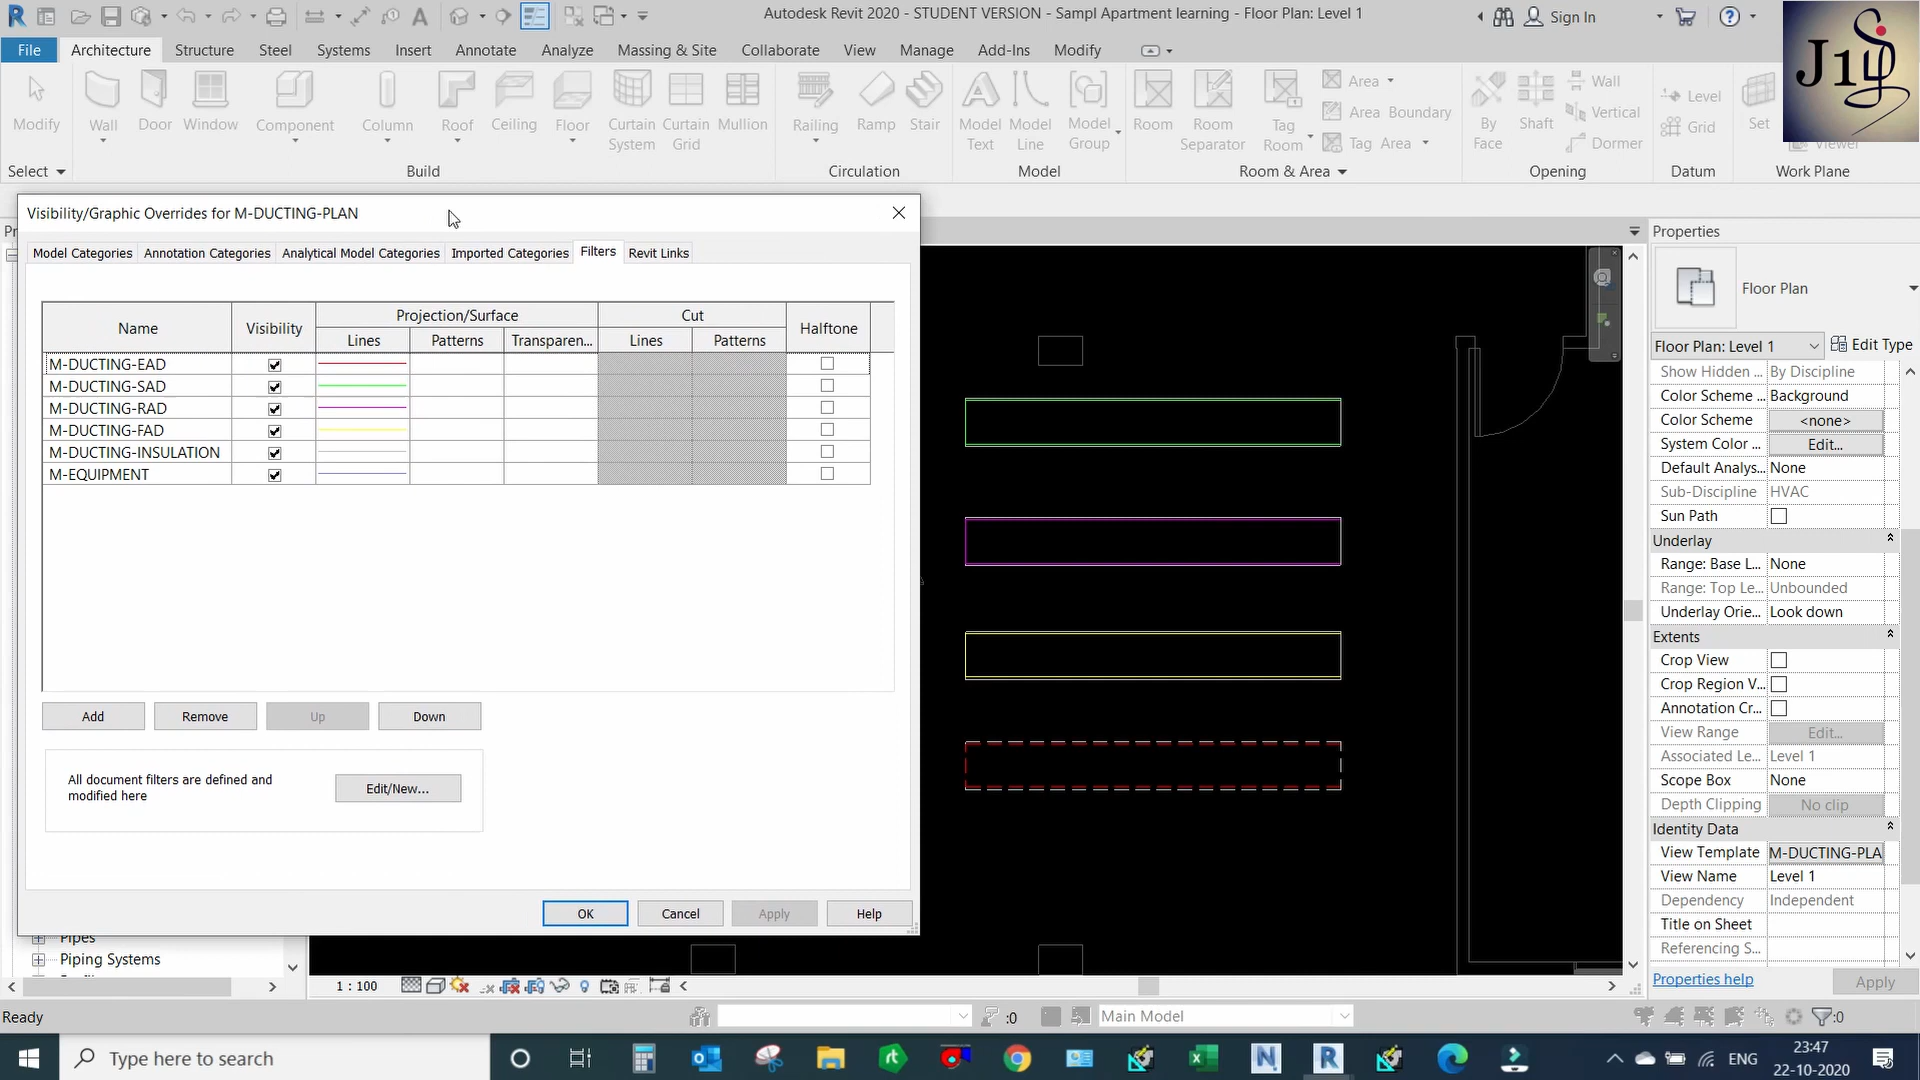 Autodesk Revit 2020 - STUDENT VERSION - Sampl Apartment learning - Floor Plan: Level 1
Sign In
J1
File Architecture Structure Steel Systems Insert Annotate Analyze Massing & Site Collaborate View Manage Add-Ins Modify
Modify Wall Door Window Component Column Roof Ceiling Floor Curtain System Curtain Grid Mullion Railing Ramp Stair Model Text Model Line Model Group Room Room Separator Tag Room
Area
Area Boundary
Tag Area
By Face Shaft
Wall
Vertical
Dormer
Level
Grid
Set
Viewer
Select Build Circulation Model Room & Area Opening Datum Work Plane
Visibility/Graphic Overrides for M-DUCTING-PLAN
Model Categories Annotation Categories Analytical Model Categories Imported Categories Filters Revit Links
Name Visibility Projection/Surface Cut Halftone
Lines Patterns Transparen... Lines Patterns
M-DUCTING-EAD
M-DUCTING-SAD
M-DUCTING-RAD
M-DUCTING-FAD
M-DUCTING-INSULATION
M-EQUIPMENT
Add Remove Up Down
All document filters are defined and
modified here
Edit/New...
OK Cancel Apply Help
Pipes
Piping Systems
1 : 100
Properties
Floor Plan
Floor Plan: Level 1 Edit Type
Show Hidden ... By Discipline
Color Scheme ... Background
Color Scheme <none>
System Color ... Edit...
Default Analys... None
Sub-Discipline HVAC
Sun Path
Underlay
Range: Base L... None
Range: Top Le... Unbounded
Underlay Orie... Look down
Extents
Crop View
Crop Region V...
Annotation Cr...
View Range Edit...
Associated Le... Level 1
Scope Box None
Depth Clipping No clip
Identity Data
View Template M-DUCTING-PLA
View Name Level 1
Dependency Independent
Title on Sheet
Referencing S...
Properties help Apply
Ready
:0
Main Model
:0
Type here to search
ENG
23:47
22-10-2020